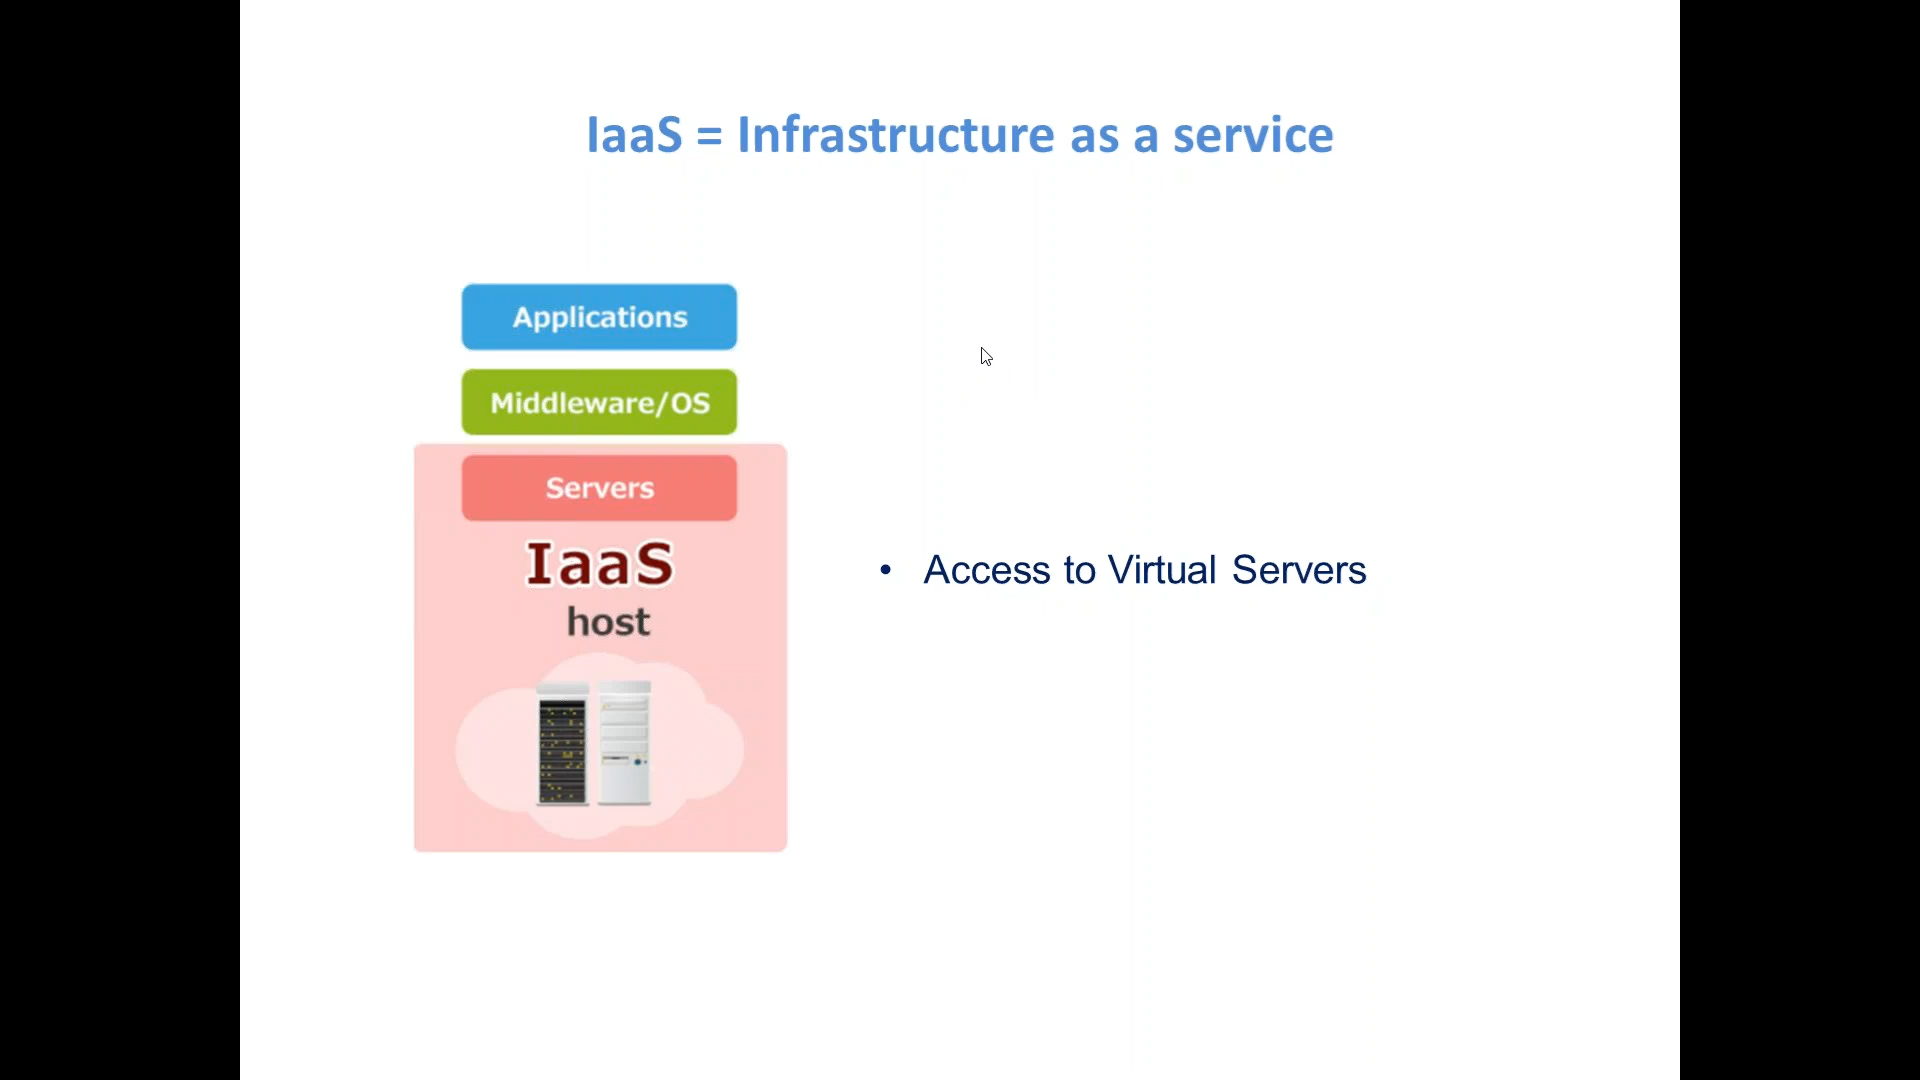 IaaS = Infrastructure as a service
Applications
Middleware/OS
Servers
IaaS
host
• Access to Virtual Servers